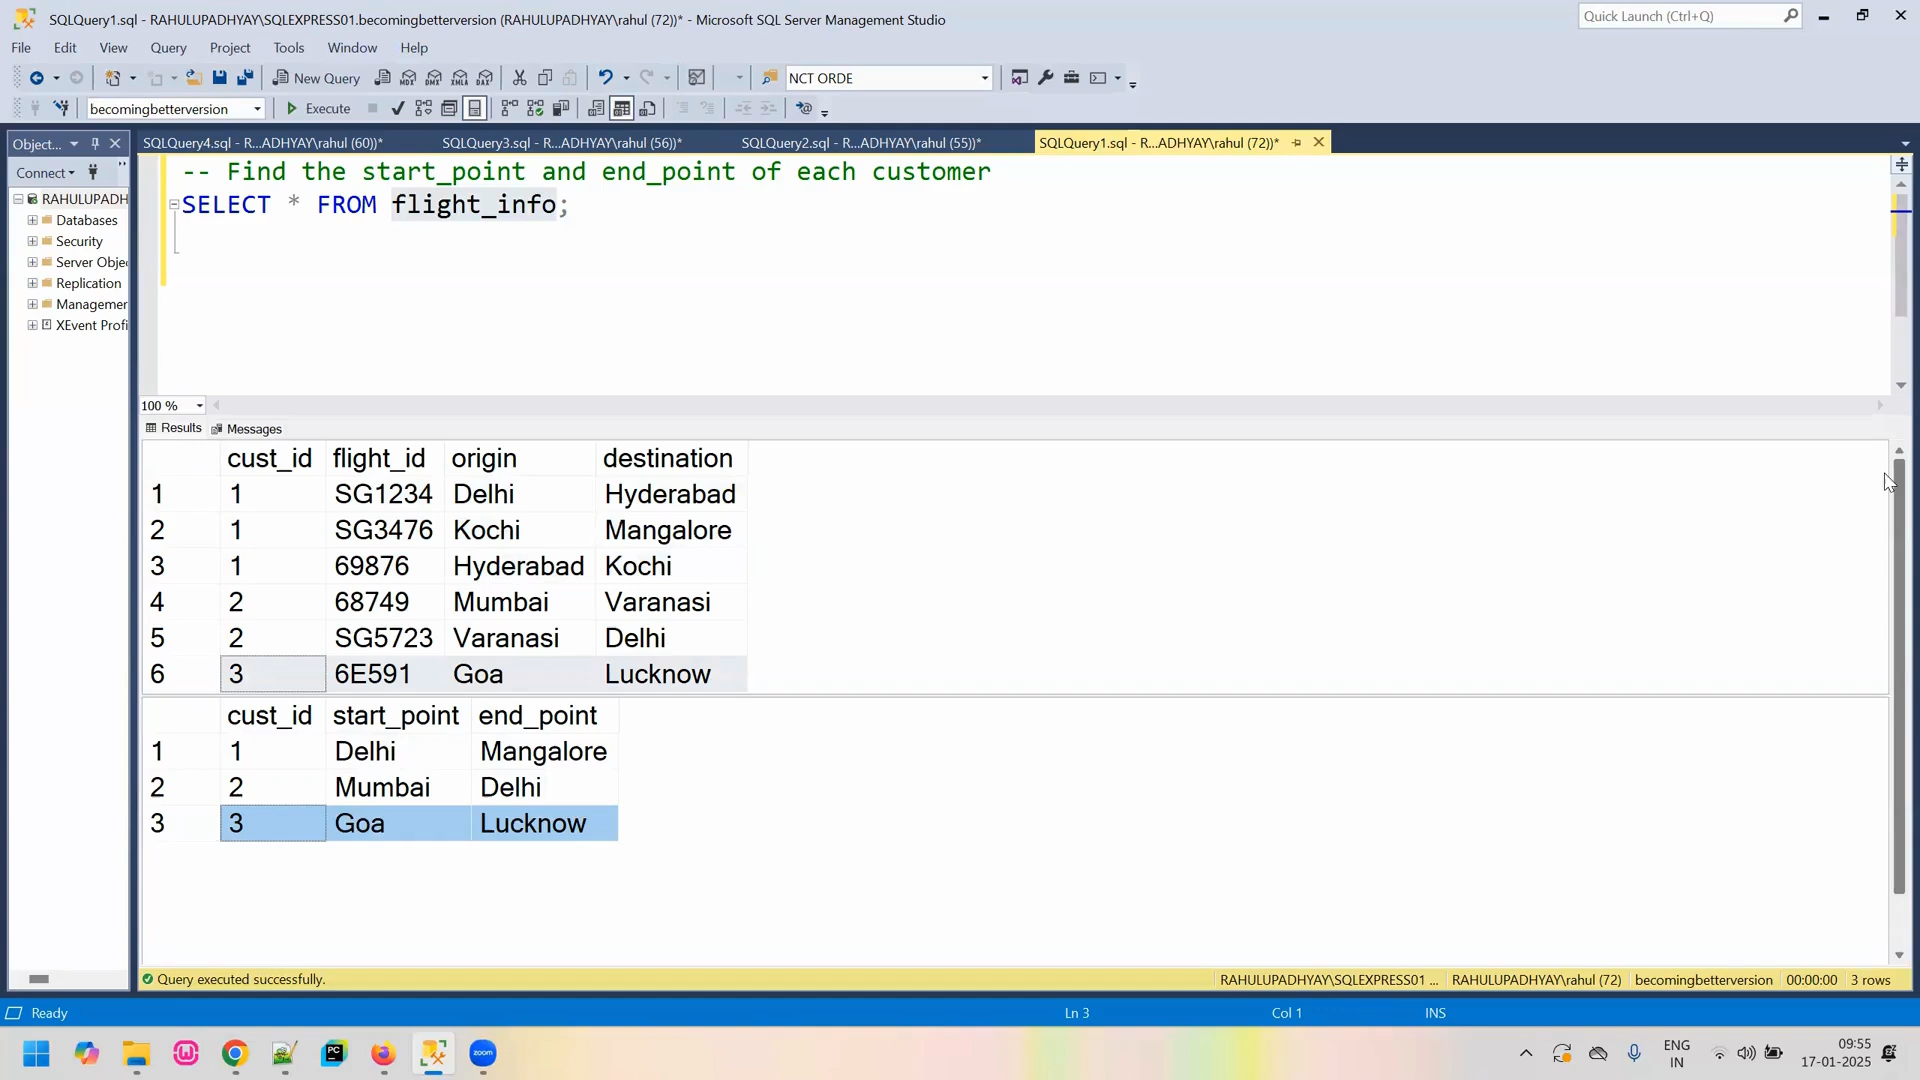 SQLQuery1.sql - RAHULUPADHYAY\SQLEXPRESS01.becomingbetterversion (RAHULUPADHYAY\rahul (72))* - Microsoft SQL Server Management Studio
Quick Launch (Ctrl+Q)
File Edit View Query Project Tools Window Help
New Query MDX DMX XMLA DAX NCT ORDE
becomingbetterversion Execute
Object... SQLQuery4.sql - R...ADHYAY\rahul (60))* SQLQuery3.sql - R...ADHYAY\rahul (56))* SQLQuery2.sql - R...ADHYAY\rahul (55))* SQLQuery1.sql - R...ADHYAY\rahul (72))*
Connect
RAHULUPADH
Databases
Security
Server Obje
Replication
Managemer
XEvent Profi
-- Find the start_point and end_point of each customer
SELECT * FROM flight_info;
100 %
Results Messages
cust_id flight_id origin destination
1 1 SG1234 Delhi Hyderabad
2 1 SG3476 Kochi Mangalore
3 1 69876 Hyderabad Kochi
4 2 68749 Mumbai Varanasi
5 2 SG5723 Varanasi Delhi
6 3 6E591 Goa Lucknow
cust_id start_point end_point
1 1 Delhi Mangalore
2 2 Mumbai Delhi
3 3 Goa Lucknow
Query executed successfully. RAHULUPADHYAY\SQLEXPRESS01 ... RAHULUPADHYAY\rahul (72) becomingbetterversion 00:00:00 3 rows
Ready Ln 3 Col 1 INS
PC zoom
ENG
IN
09:55
17-01-2025